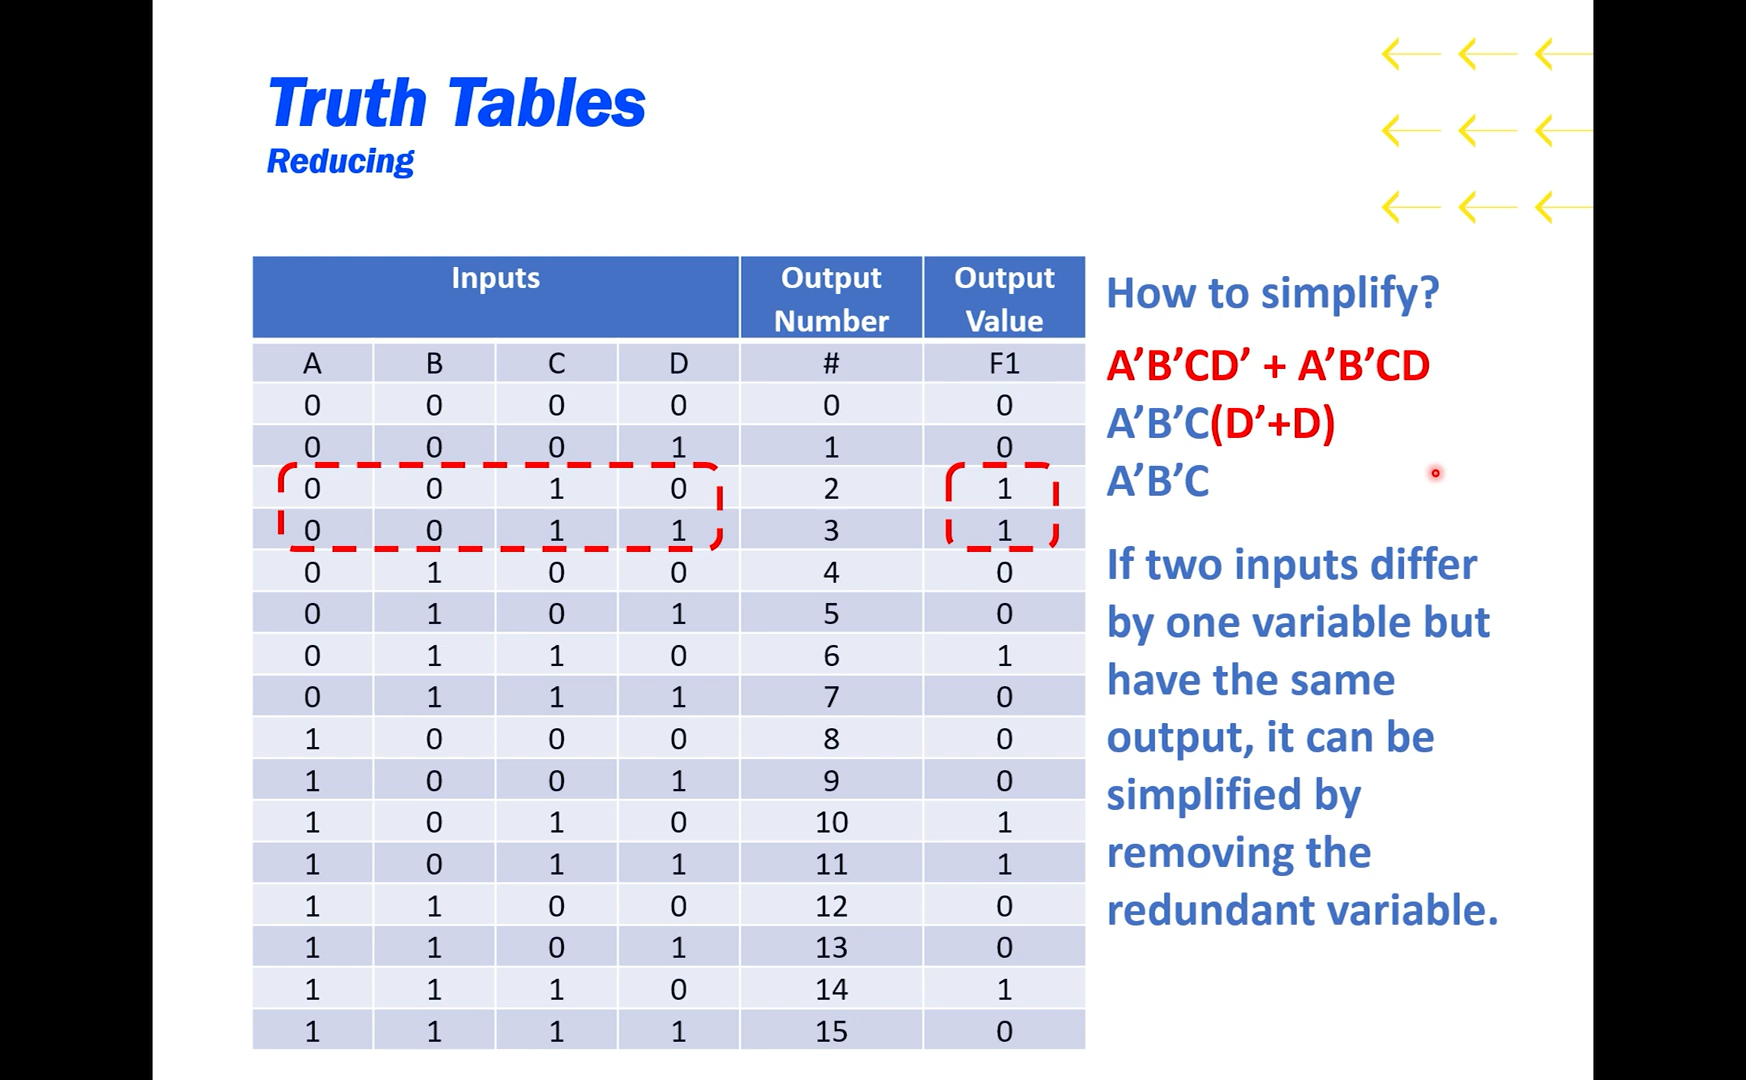 Truth Tables
Reducing
Inputs Output Number Output Value
A B C D # F1
0 0 0 0 0 0
0 0 0 1 1 0
0 0 1 0 2 1
0 0 1 1 3 1
0 1 0 0 4 0
0 1 0 1 5 0
0 1 1 0 6 1
0 1 1 1 7 0
1 0 0 0 8 0
1 0 0 1 9 0
1 0 1 0 10 1
1 0 1 1 11 1
1 1 0 0 12 0
1 1 0 1 13 0
1 1 1 0 14 1
1 1 1 1 15 0
How to simplify?
A’B’CD’ + A’B’CD
A’B’C(D’+D)
A’B’C
If two inputs differ
by one variable but
have the same
output, it can be
simplified by
removing the
redundant variable.